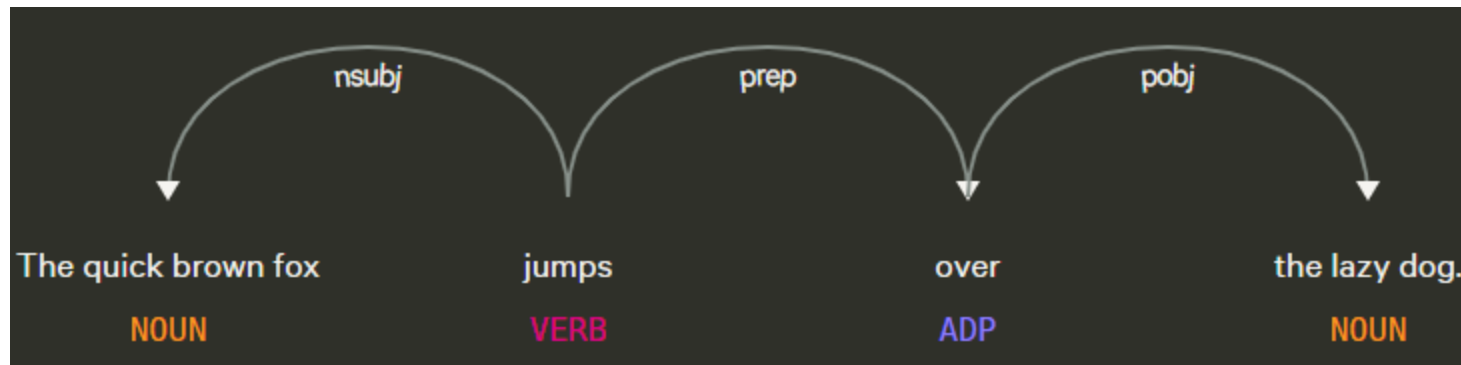 nsubj prep pobj
The quick brown fox jumps over the lazy dog.
NOUN VERB ADP NOUN